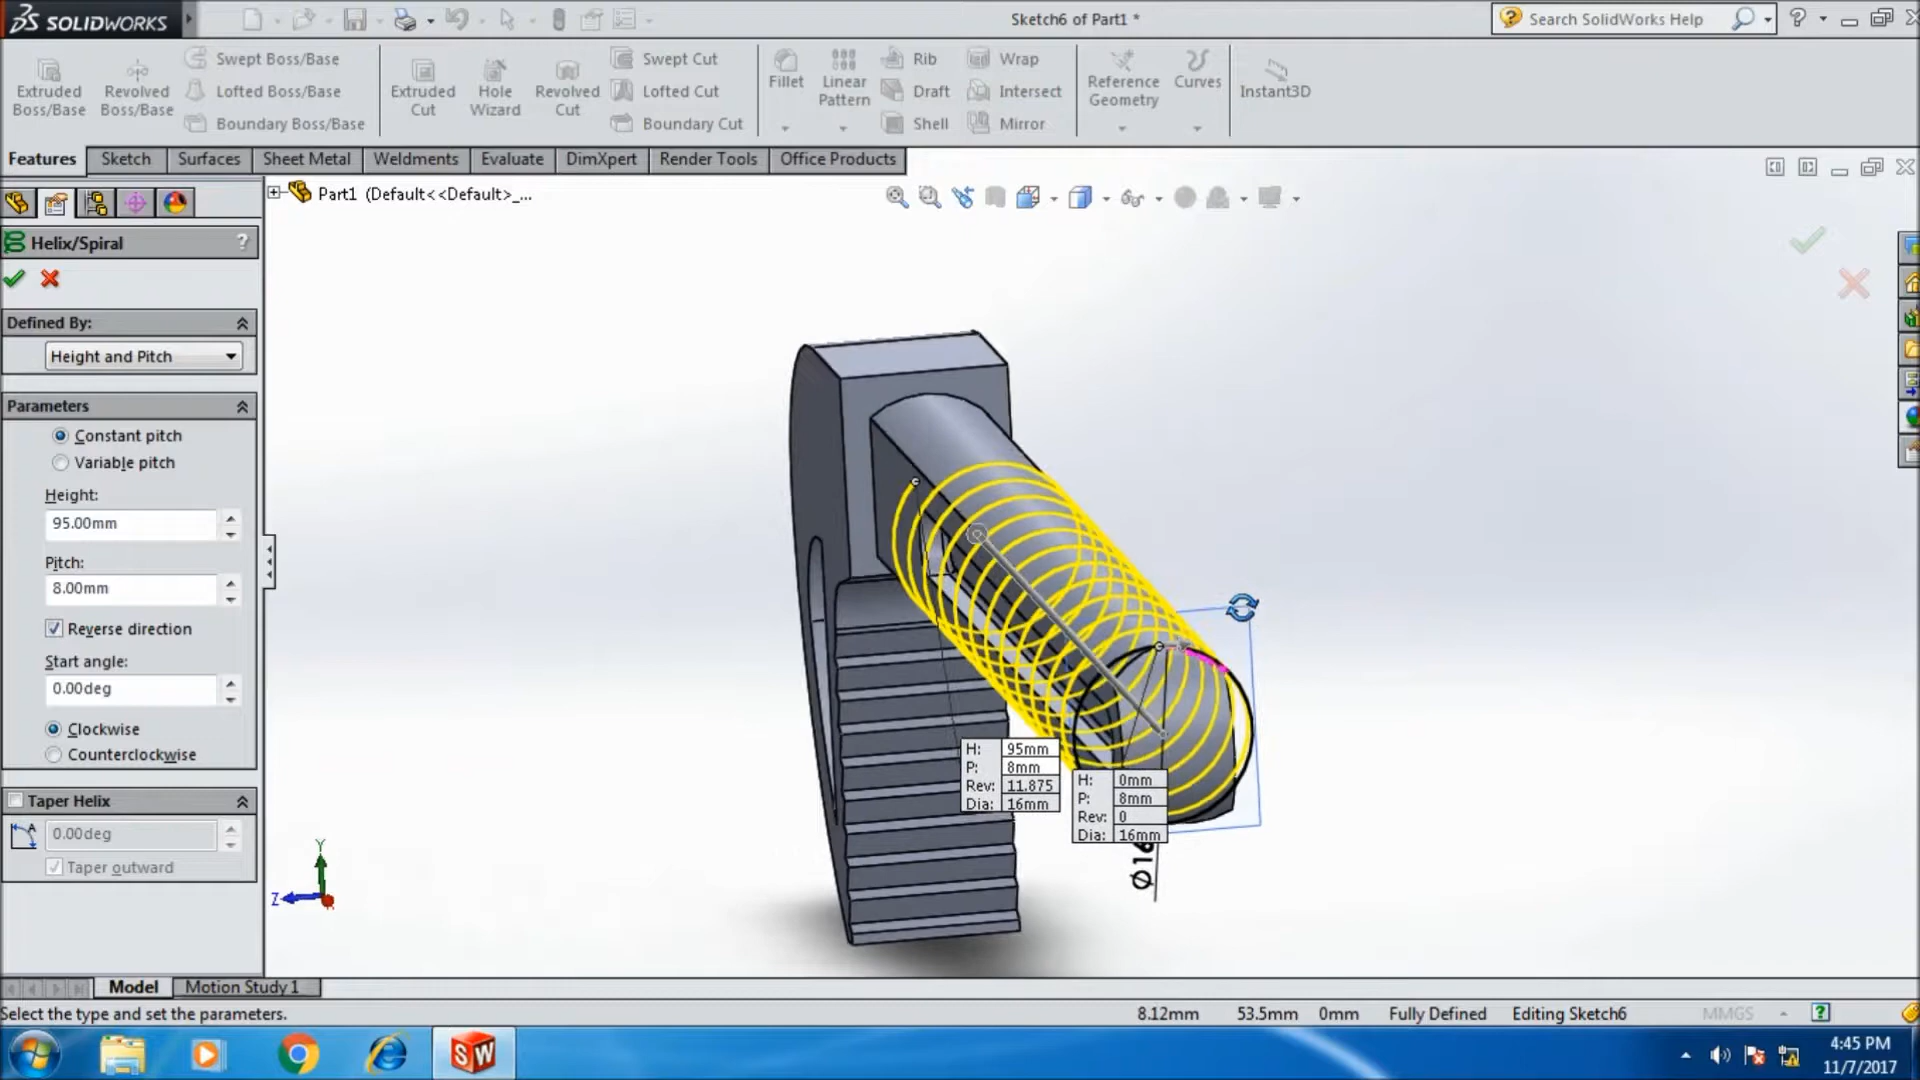 SOLIDWORKS
Sketch6 of Part1 *
Search SolidWorks Help
Extruded Boss/Base
Revolved Boss/Base
Swept Boss/Base
Lofted Boss/Base
Boundary Boss/Base
Extruded Cut
Hole Wizard
Revolved Cut
Swept Cut
Lofted Cut
Boundary Cut
Fillet
Linear Pattern
Rib
Draft
Shell
Wrap
Intersect
Mirror
Reference Geometry
Curves
Instant3D
Features
Sketch
Surfaces
Sheet Metal
Weldments
Evaluate
DimXpert
Render Tools
Office Products
Part1 (Default<<Default>_...
Helix/Spiral
?
Defined By:
Height and Pitch
Parameters
Constant pitch
Variable pitch
Height:
95.00mm
Pitch:
8.00mm
Reverse direction
Start angle:
0.00deg
Clockwise
Counterclockwise
Taper Helix
0.00deg
Taper outward
H: 95mm
P: 8mm
Rev: 11.875
Dia: 16mm
H: 0mm
P: 8mm
Rev: 0
Dia: 16mm
Ø16
Y
Z
Model
Motion Study 1
Select the type and set the parameters.
8.12mm
53.5mm
0mm
Fully Defined
Editing Sketch6
MMGS
?
SW
4:45 PM
11/7/2017